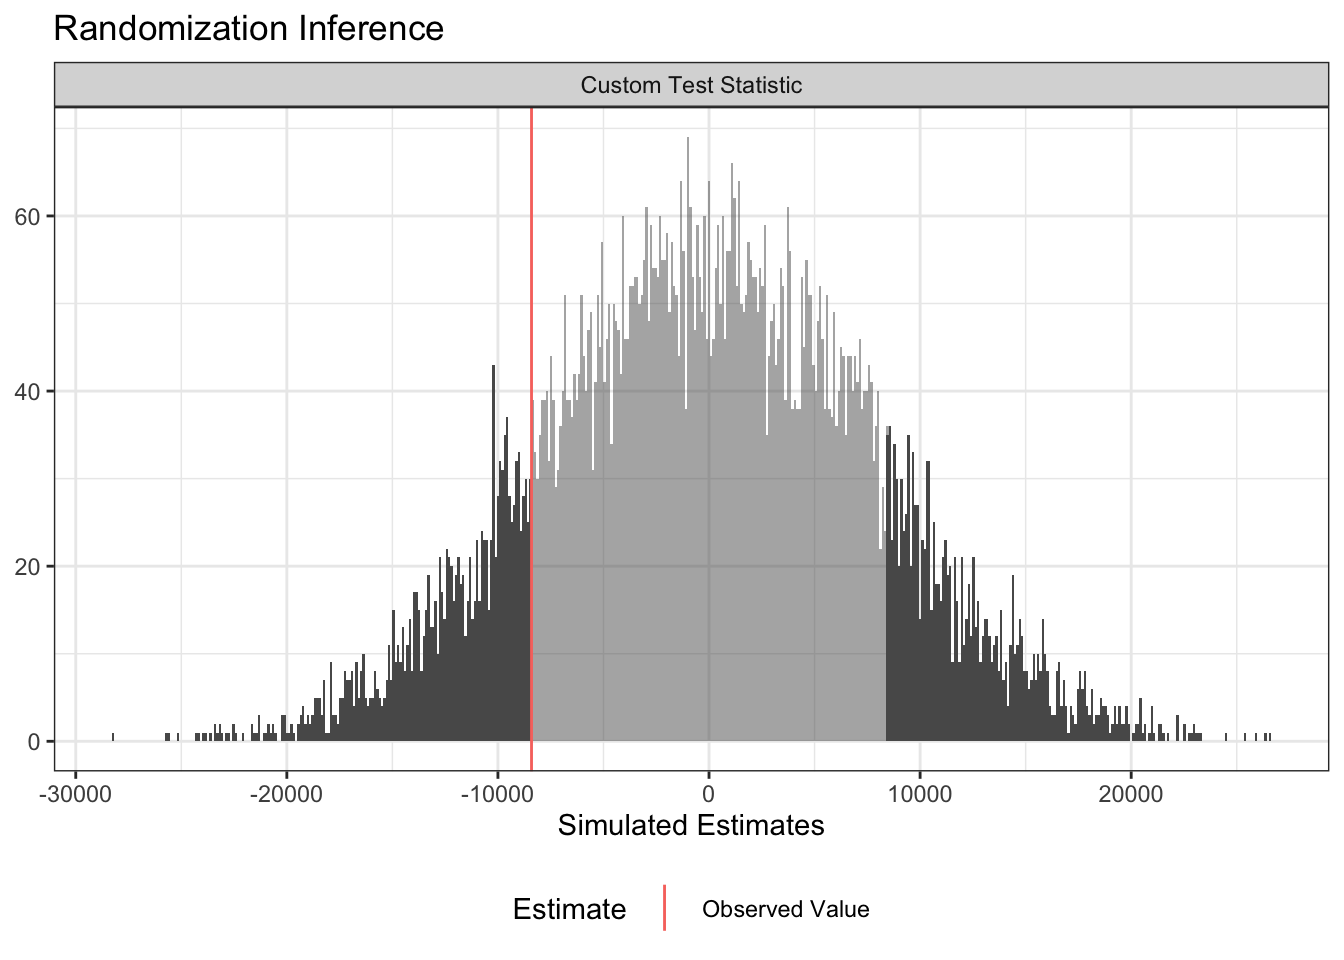 Randomization Inference
Custom Test Statistic
60
40
20
0
-30000 -20000 -10000 0 10000 20000
Simulated Estimates
Estimate Observed Value